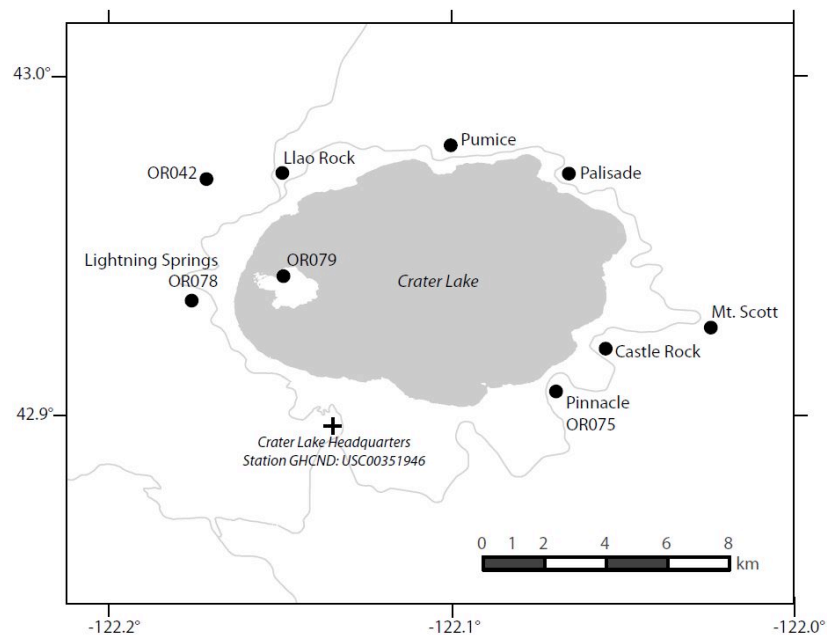 43.0°
Pumice
Llao Rock
OR042
Palisade
Lightning Springs
OR078
OR079
Crater Lake
Mt. Scott
Castle Rock
Pinnacle
OR075
42.9°
Crater Lake Headquarters
Station GHCND: USC00351946
0 1 2 4 6 8
km
-122.2° -122.1° -122.0°